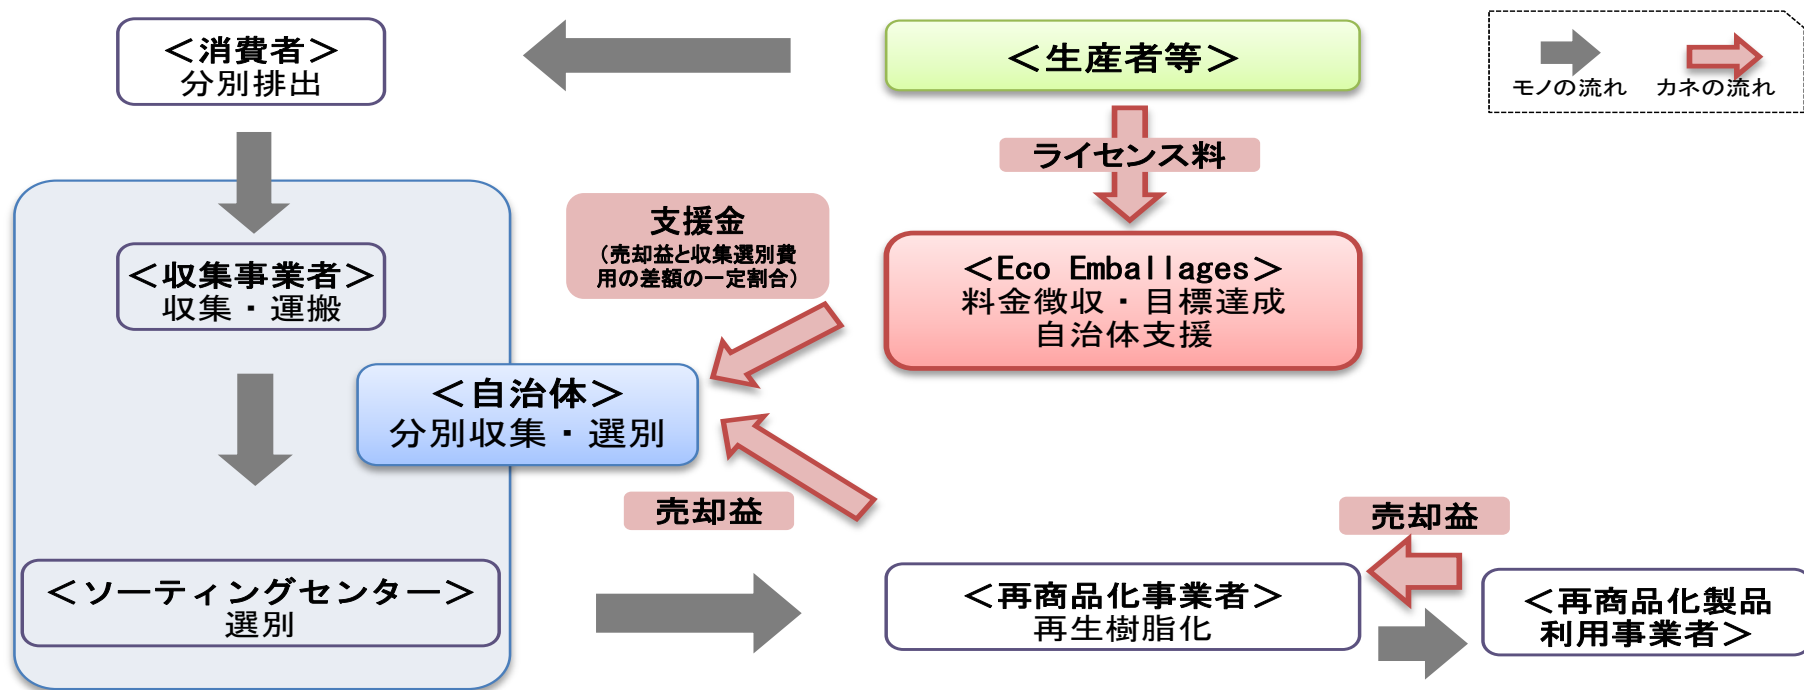 ＜消費者＞
分別排出
＜生産者等＞
モノの流れ
カネの流れ
ライセンス料
支援金
（売却益と収集選別費
用の差額の一定割合）
＜Eco Emballages＞
料金徴収・目標達成
自治体支援
＜収集事業者＞
収集・運搬
＜自治体＞
分別収集・選別
売却益
売却益
＜ソーティングセンター＞
選別
＜再商品化事業者＞
再生樹脂化
＜再商品化製品
利用事業者＞